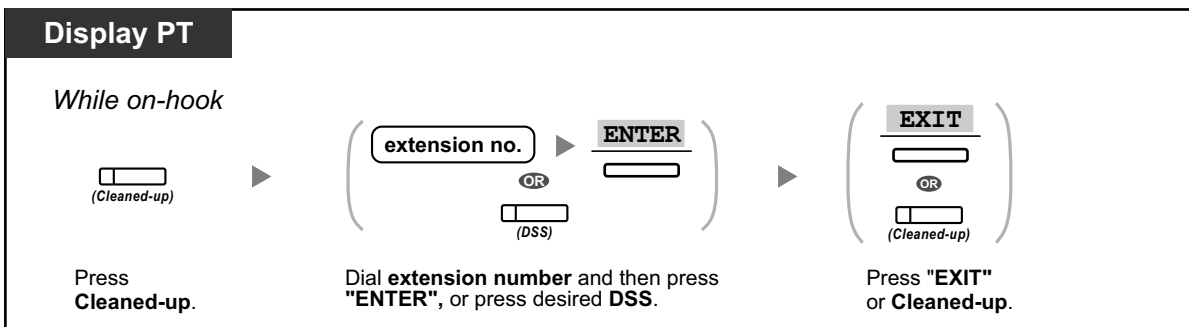 Display PT
While on-hook
(Cleaned-up)
extension no.
ENTER
OR
(DSS)
EXIT
OR
(Cleaned-up)
Press
Cleaned-up.
Dial extension number and then press
"ENTER", or press desired DSS.
Press "EXIT"
or Cleaned-up.